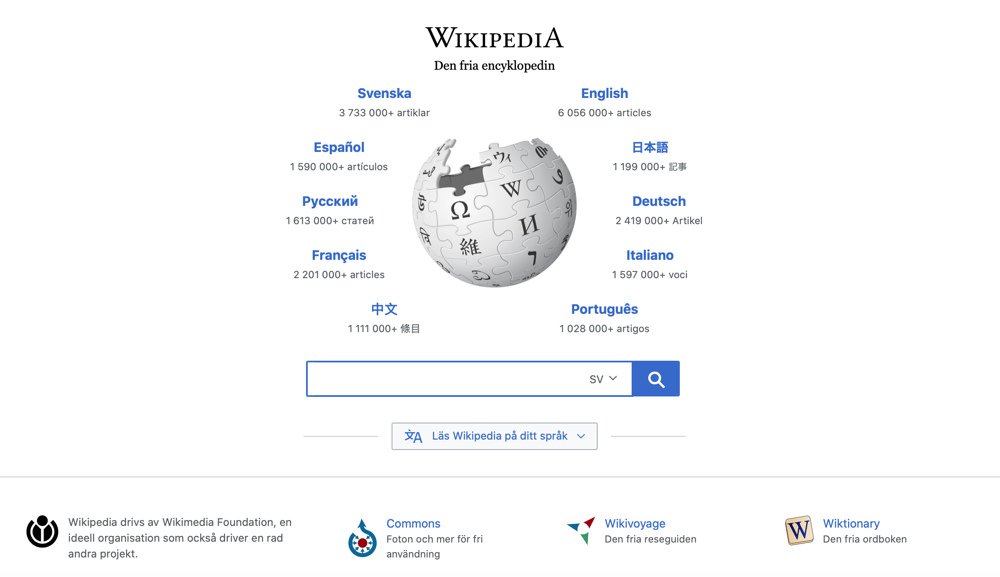 WIKIPEDIA
Den fria encyklopedin
Svenska
3 733 000+ artiklar
English
6 056 000+ articles
Español
1 590 000+ artículos
日本語
1 199 000+ 記事
Русский
1 613 000+ статей
Deutsch
2 419 000+ Artikel
Français
2 201 000+ articles
Italiano
1 597 000+ voci
中文
1 111 000+ 條目
Português
1 028 000+ artigos
ウィ
W
Ω
И
維
ו
위
SV
Läs Wikipedia på ditt språk
Wikipedia drivs av Wikimedia Foundation, en
ideell organisation som också driver en rad
andra projekt.
Commons
Foton och mer för fri
användning
Wikivoyage
Den fria reseguiden
W
Wiktionary
Den fria ordboken